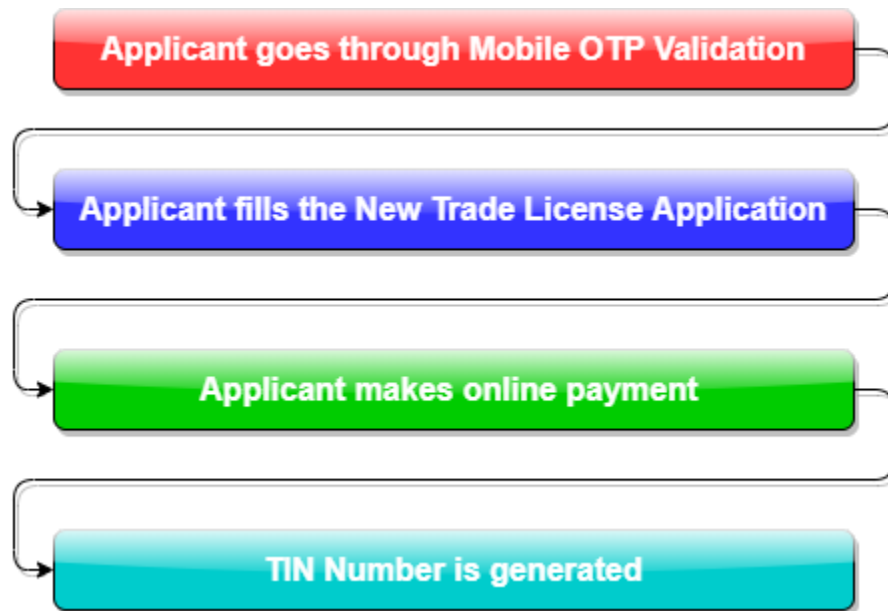 Applicant goes through Mobile OTP Validation
Applicant fills the New Trade License Application
Applicant makes online payment
TIN Number is generated